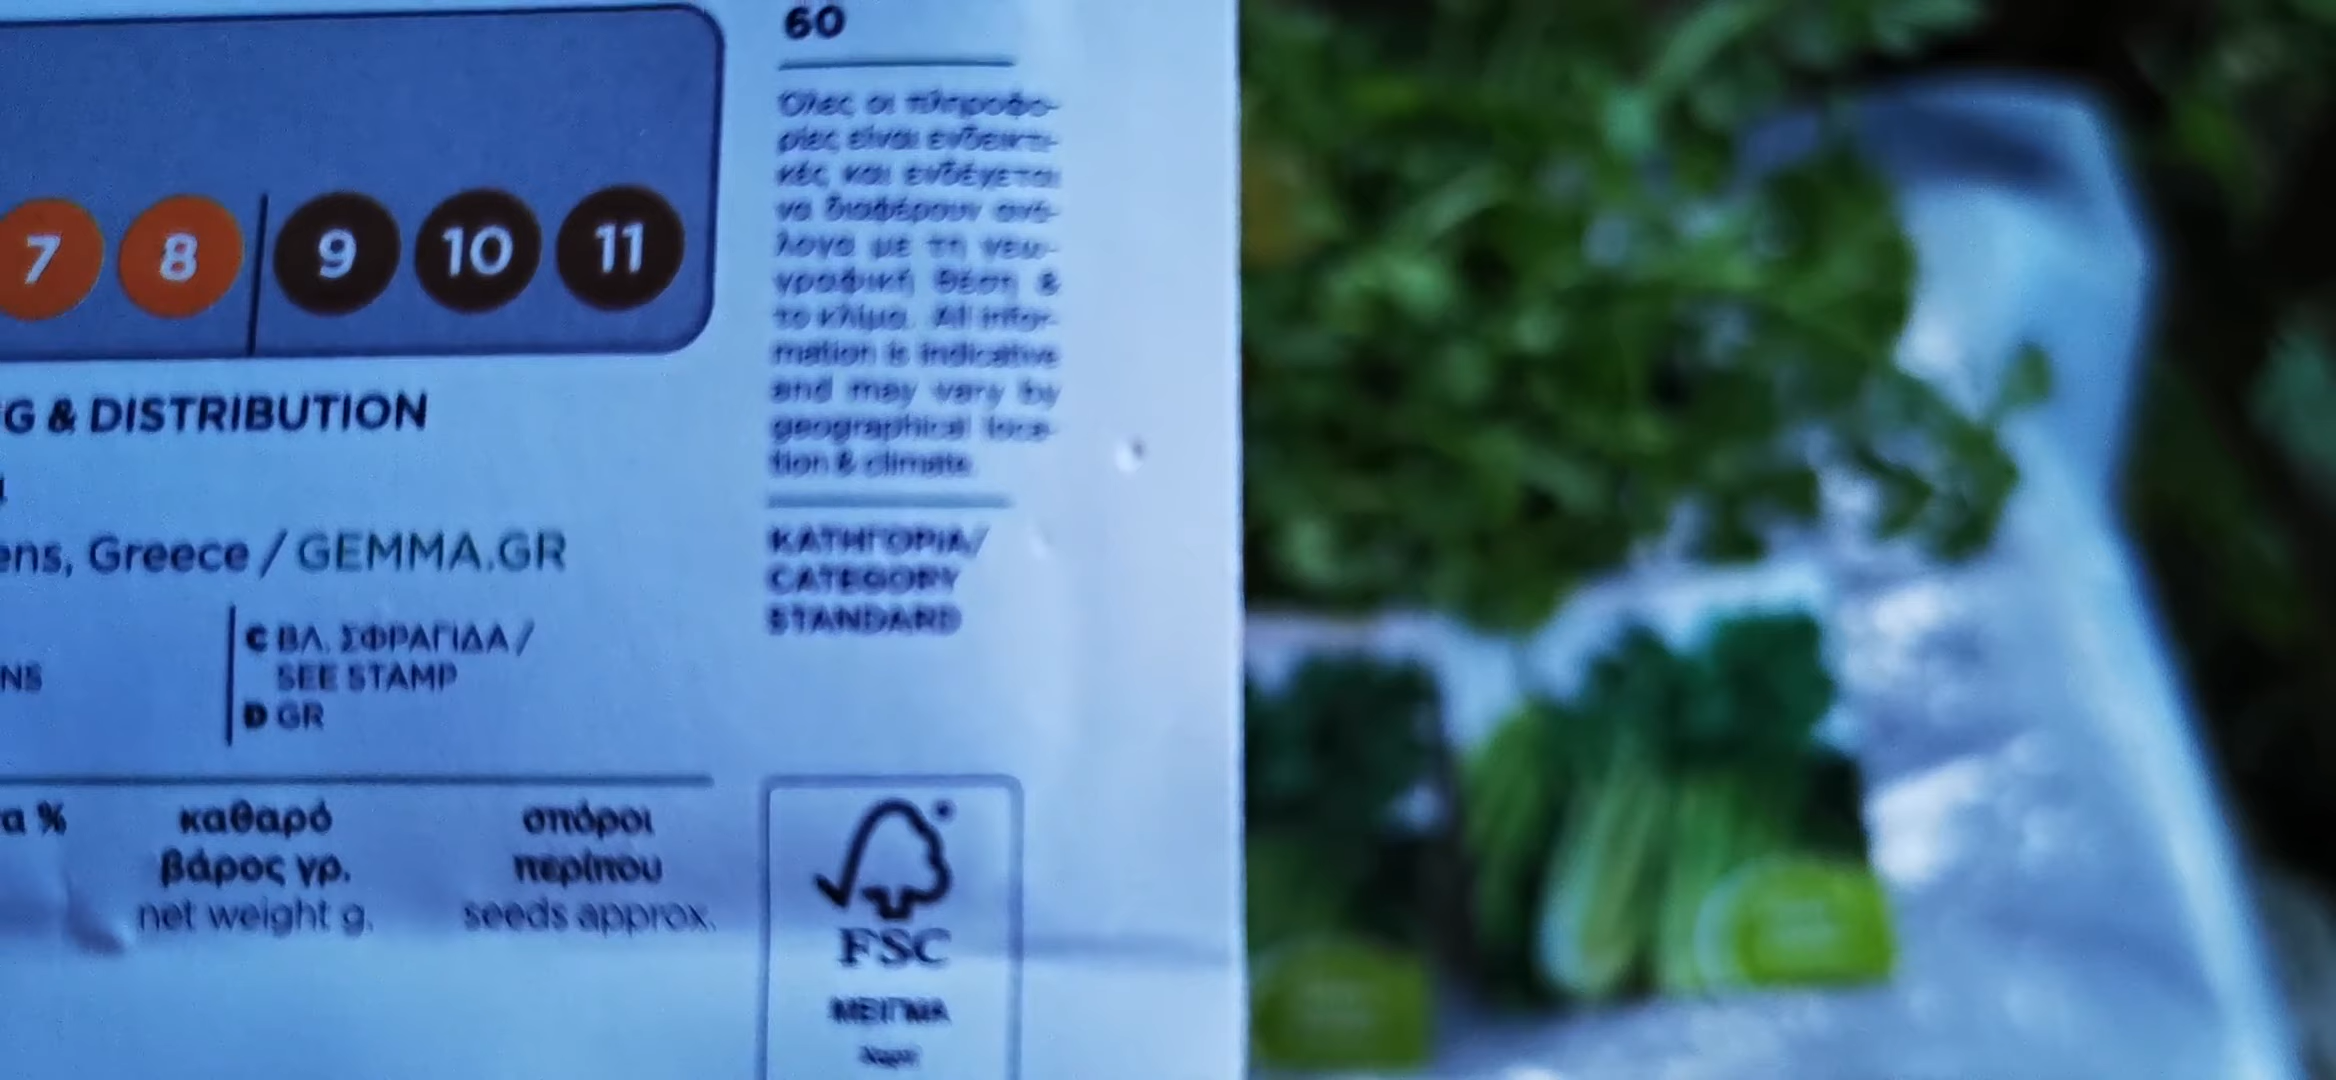 60
Όλες οι πληροφο-
ρίες είναι ενδεικτι-
κές και ενδέχεται
να διαφέρουν ανά-
λογα με τη γεω-
γραφική θέση &
το κλίμα. All infor-
mation is indicative
and may vary by
geographical loca-
tion & climate
7 8 9 10 11
G & DISTRIBUTION
ens, Greece / GEMMA.GR
ΚΑΤΗΓΟΡΙΑ/
CATEGORY
STANDARD
NS
C ΒΛ. ΣΦΡΑΓΙΔΑ /
SEE STAMP
D GR
α %
καθαρό
βάρος γρ.
net weight g.
σπόροι
περίπου
seeds approx.
FSC
ΜΕΙΓΜΑ
Χαρτί